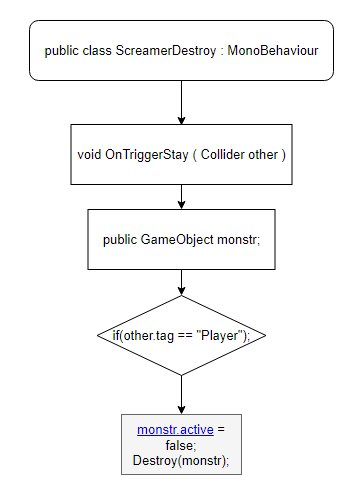 public class ScreamerDestroy : MonoBehaviour
void OnTriggerStay ( Collider other )
public GameObject monstr;
if(other.tag == "Player");
monstr.active =
false;
Destroy(monstr);